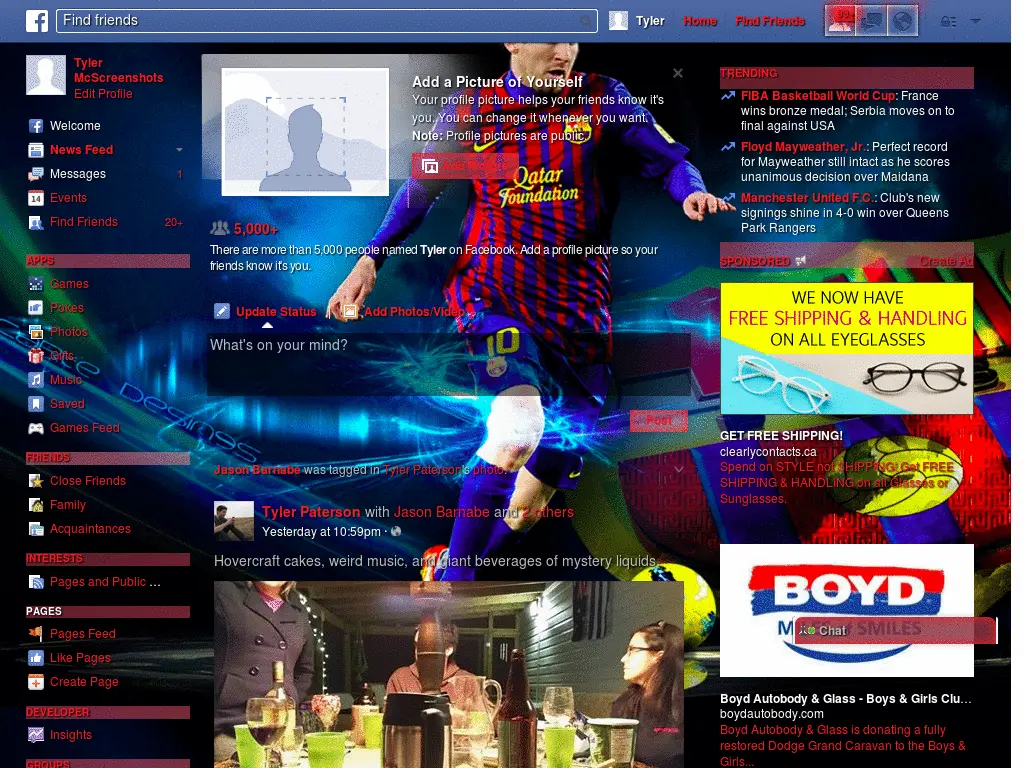 Find friends
Tyler
Home
Find Friends
99+
Tyler
McScreenshots
Edit Profile
Welcome
News Feed
Messages 1
14 Events
Find Friends 20+
APPS
Games
Pokes
Photos
Gifts
Music
Saved
Games Feed
FRIENDS
Close Friends
Family
Acquaintances
INTERESTS
Pages and Public ...
PAGES
Pages Feed
Like Pages
Create Page
DEVELOPER
Insights
GROUPS
Add a Picture of Yourself
Your profile picture helps your friends know it's
you. You can change it whenever you want.
Note: Profile pictures are public.
Qatar
Foundation
5,000+
There are more than 5,000 people named Tyler on Facebook. Add a profile picture so your
friends know it's you.
Update Status
Add Photos/Video
What's on your mind?
10
Post
Jason Barnabe was tagged in Tyler Paterson's photo.
Tyler Paterson with Jason Barnabe and 2 others
Yesterday at 10:59pm ·
Hovercraft cakes, weird music, and giant beverages of mystery liquids.
TRENDING
FIBA Basketball World Cup: France
wins bronze medal; Serbia moves on to
final against USA
Floyd Mayweather, Jr.: Perfect record
for Mayweather still intact as he scores
unanimous decision over Maidana
Manchester United F.C.: Club's new
signings shine in 4-0 win over Queens
Park Rangers
SPONSORED
Create Ad
WE NOW HAVE
FREE SHIPPING & HANDLING
ON ALL EYEGLASSES
GET FREE SHIPPING!
clearlycontacts.ca
Spend on STYLE not SHIPPING! Get FREE
SHIPPING & HANDLING on all Glasses or
Sunglasses.
BOYD
SMILES
Chat
Boyd Autobody & Glass - Boys & Girls Clu...
boydautobody.com
Boyd Autobody & Glass is donating a fully
restored Dodge Grand Caravan to the Boys &
Girls...